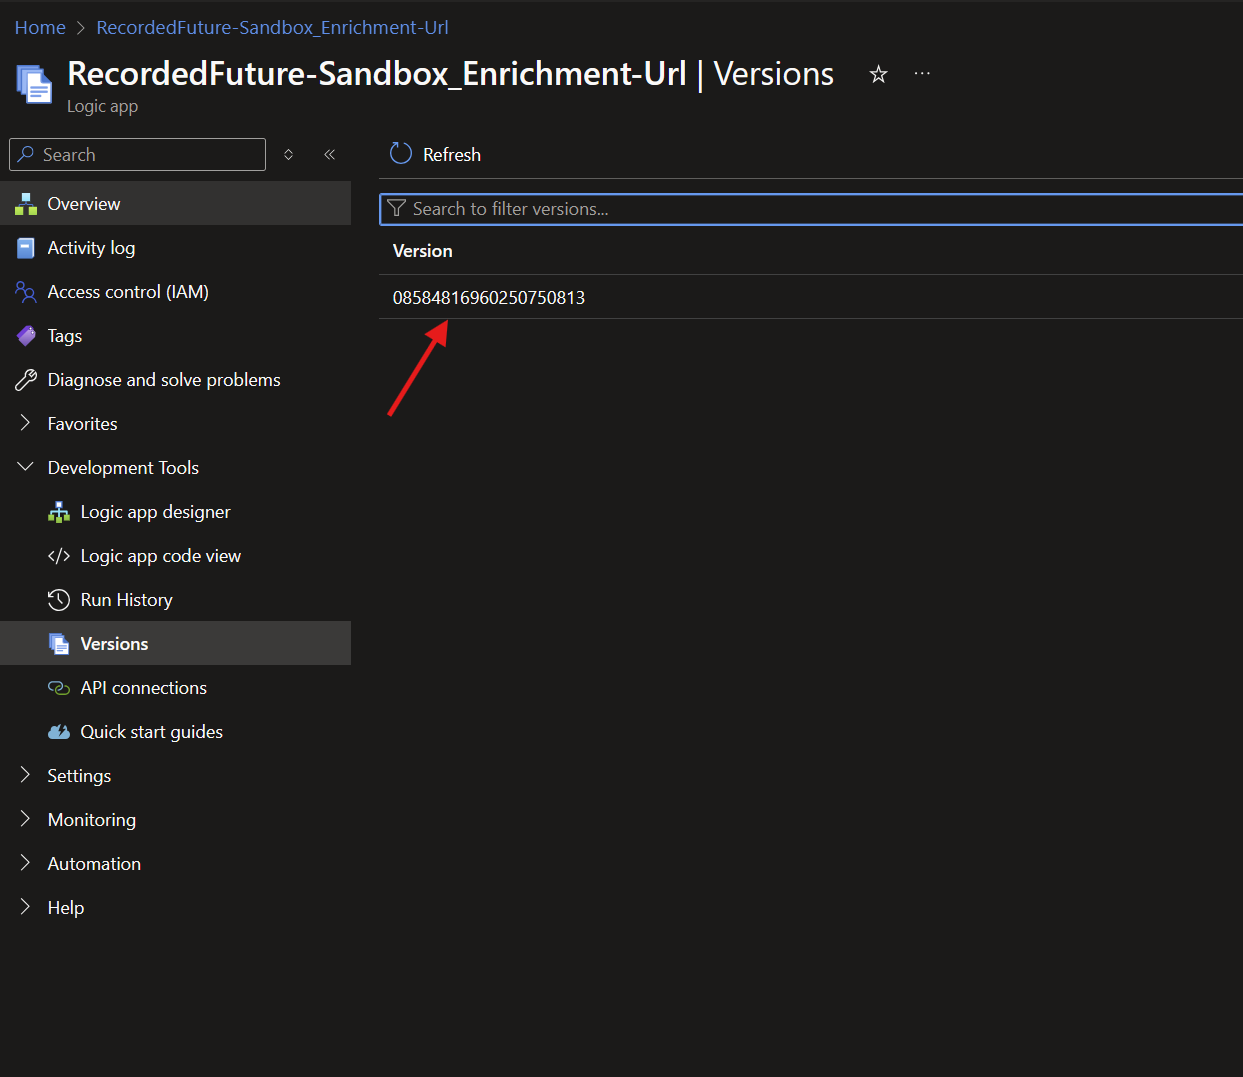 Home > RecordedFuture-Sandbox_Enrichment-Url
RecordedFuture-Sandbox_Enrichment-Url | Versions
Logic app
Search
Refresh
Overview
Search to filter versions...
Activity log
Version
Access control (IAM)
08584816960250750813
Tags
Diagnose and solve problems
Favorites
Development Tools
Logic app designer
Logic app code view
Run History
Versions
API connections
Quick start guides
Settings
Monitoring
Automation
Help